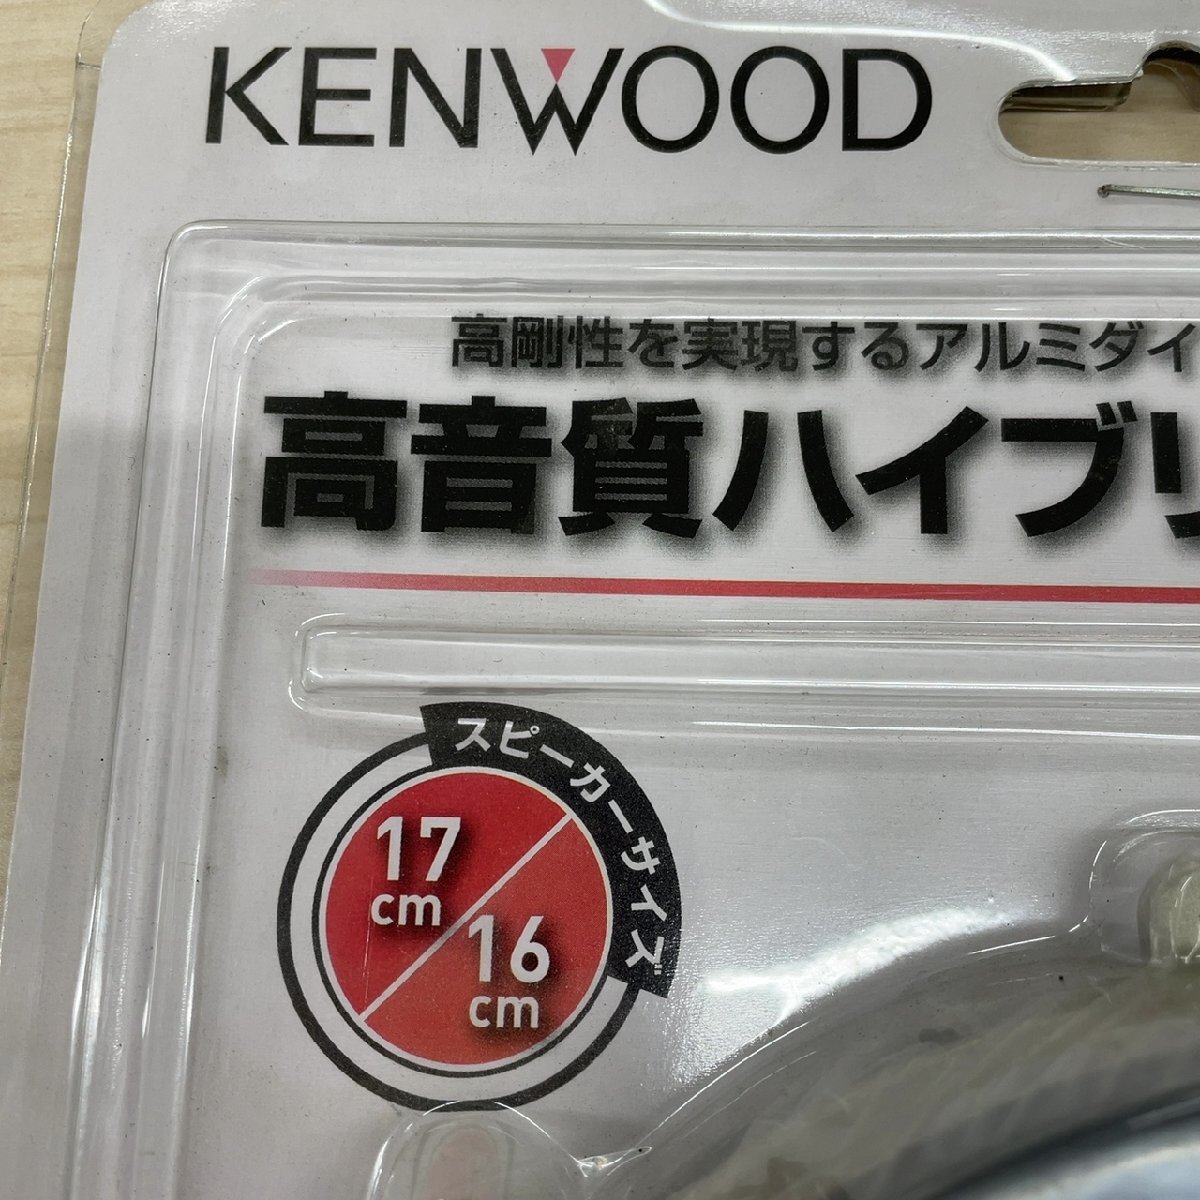 KENWOOD
高剛性を実現するアルミダイ
高音質ハイブリ
スピーカーサイズ
17
cm
16
cm